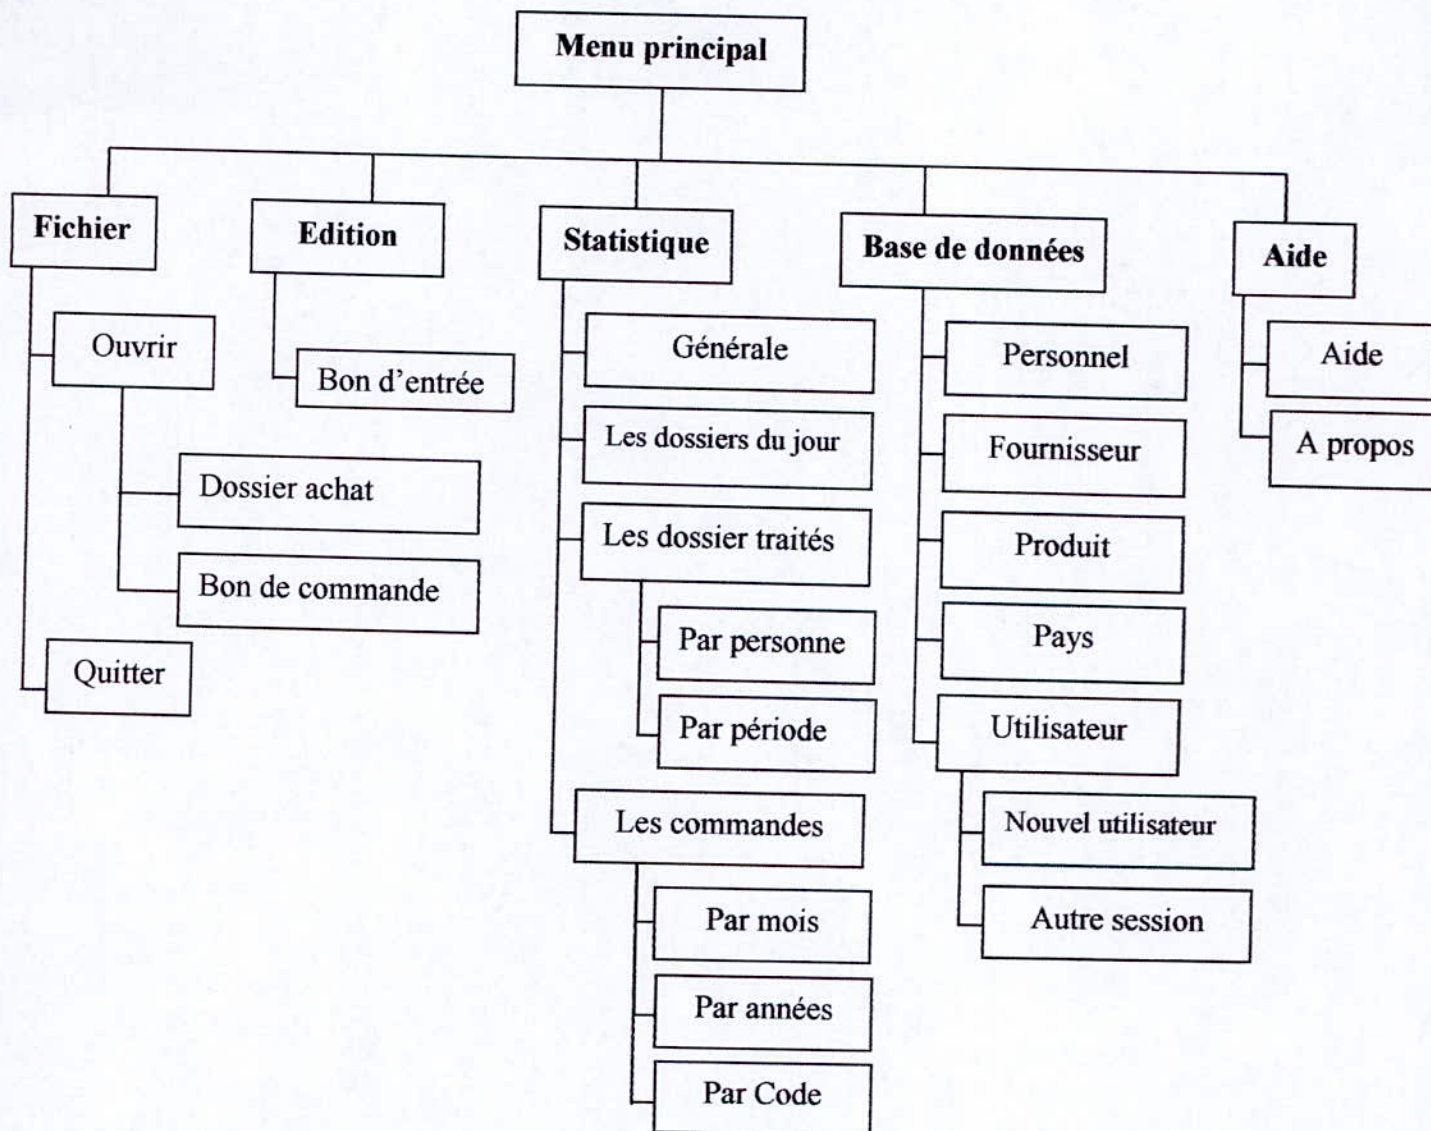 Menu principal
Fichier
Edition
Statistique
Base de données
Aide
Ouvrir
Bon d'entrée
Dossier achat
Bon de commande
Quitter
Générale
Les dossiers du jour
Les dossier traités
Par personne
Par période
Les commandes
Par mois
Par années
Par Code
Personnel
Fournisseur
Produit
Pays
Utilisateur
Nouvel utilisateur
Autre session
Aide
A propos